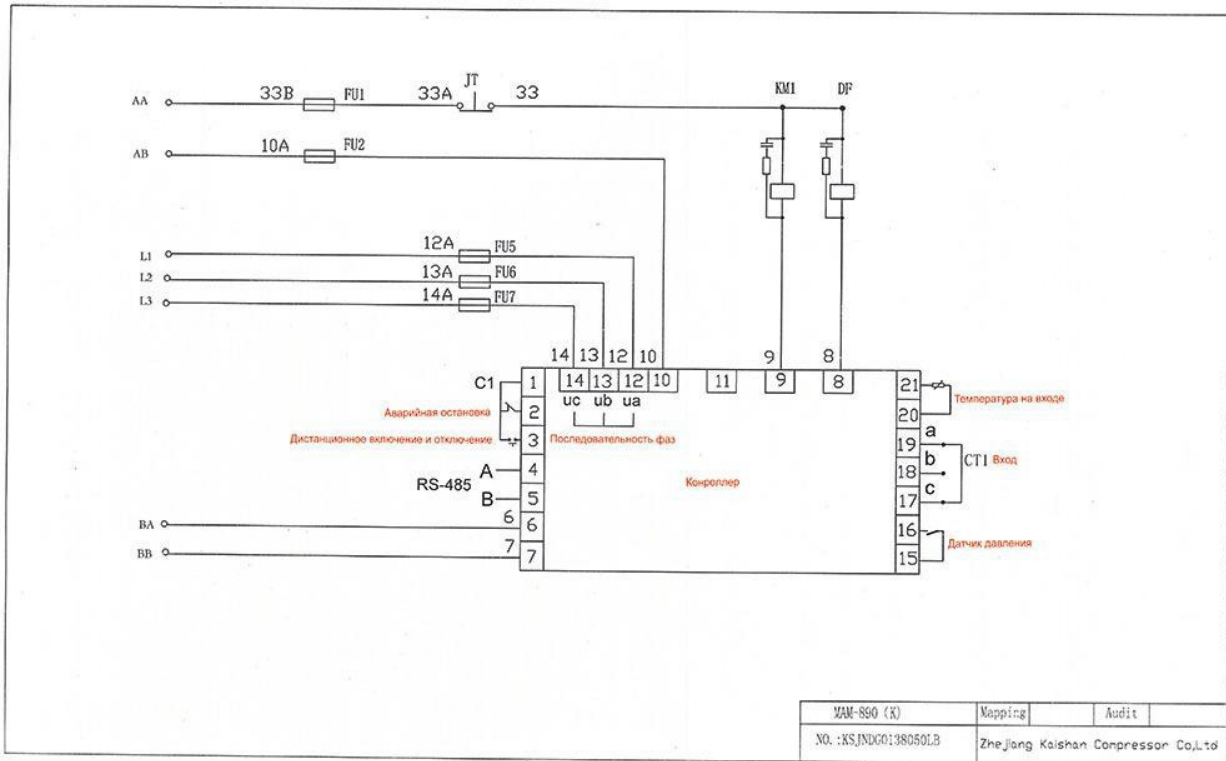 JT
KM1
DF
AA
33B
FU1
33A
33
AB
10A
FU2
L1
12A
FU5
L2
13A
FU6
L3
14A
FU7
14
13
12
10
9
8
C1
1
14
13
12
10
11
9
8
21
uc
ub
ua
Аварийная остановка
2
20
Температура на входе
Дистанционное включение и отключение
3
Последовательность фаз
a
19
A
4
b
18
CT1
Вход
RS-485
Конроллер
B
5
c
17
BA
6
6
16
Датчик давления
BB
7
7
15
MAM-890 (K)
Mapping
Audit
NO. :KSJNDG0138050LB
ZheJiang Kaishan Compressor Co,Ltd